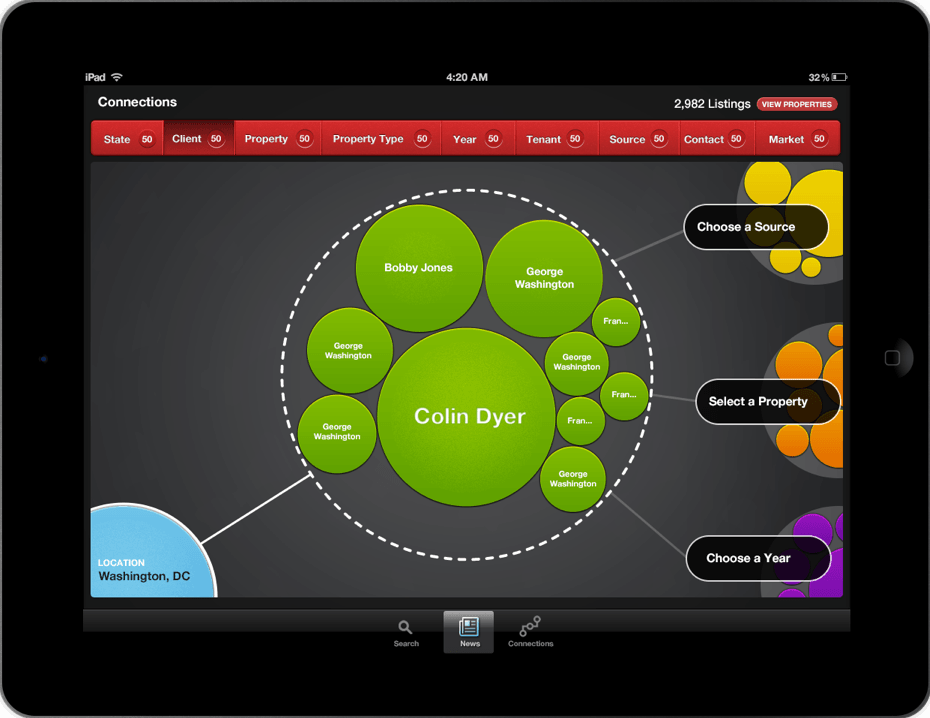 iPad
4:20 AM
32%
Connections
2,982 Listings
VIEW PROPERTIES
State 50
Client 50
Property 50
Property Type 50
Year 50
Tenant 50
Source 50
Contact 50
Market 50
Choose a Source
Bobby Jones
George
Washington
Fran...
George
Washington
George
Washington
Fran...
Select a Property
Colin Dyer
Fran...
George
Washington
George
Washington
Choose a Year
LOCATION
Washington, DC
Search
News
Connections